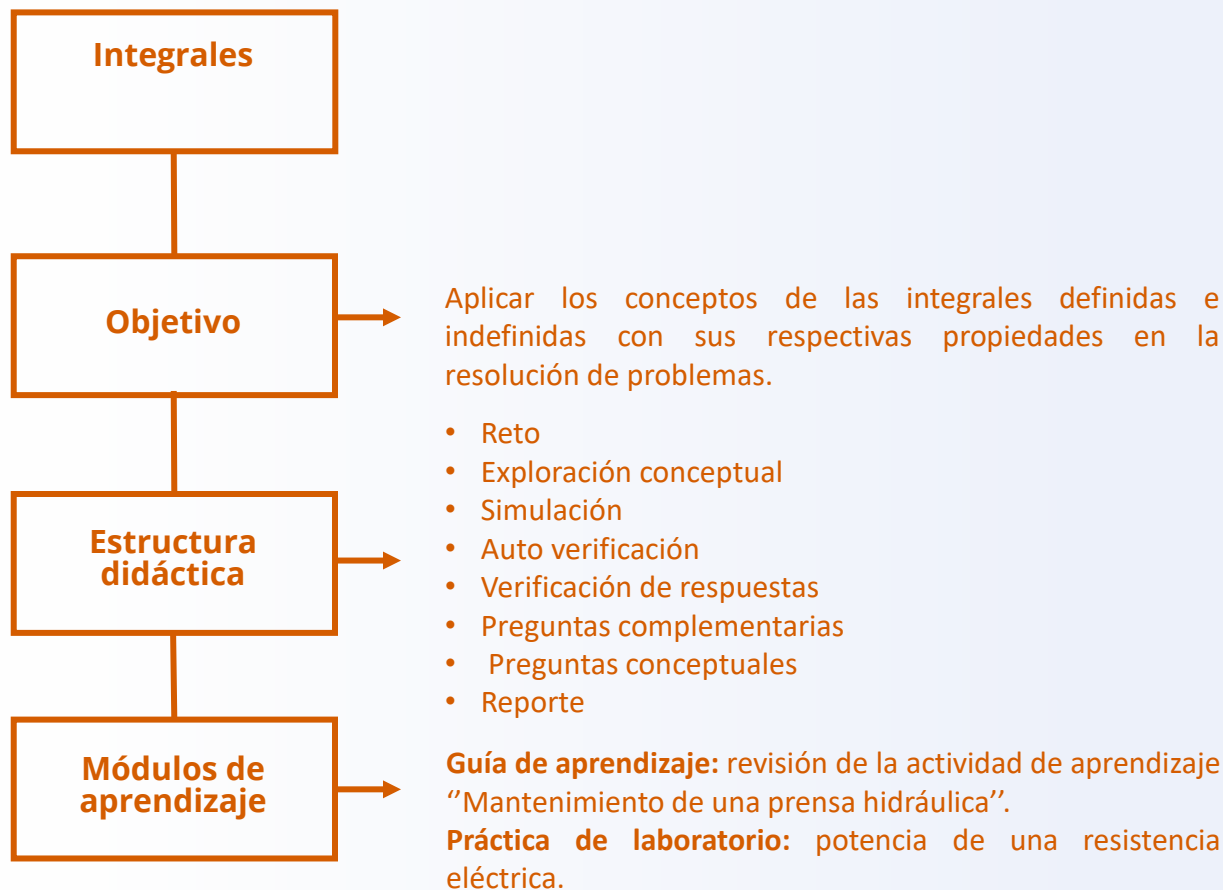 Integrales
Objetivo
Aplicar los conceptos de las integrales definidas e
indefinidas con sus respectivas propiedades en la
resolución de problemas.
Estructura
didáctica
• Reto
• Exploración conceptual
• Simulación
• Auto verificación
• Verificación de respuestas
• Preguntas complementarias
• Preguntas conceptuales
• Reporte
Módulos de
aprendizaje
Guía de aprendizaje: revisión de la actividad de aprendizaje
‘’Mantenimiento de una prensa hidráulica’’.
Práctica de laboratorio: potencia de una resistencia
eléctrica.